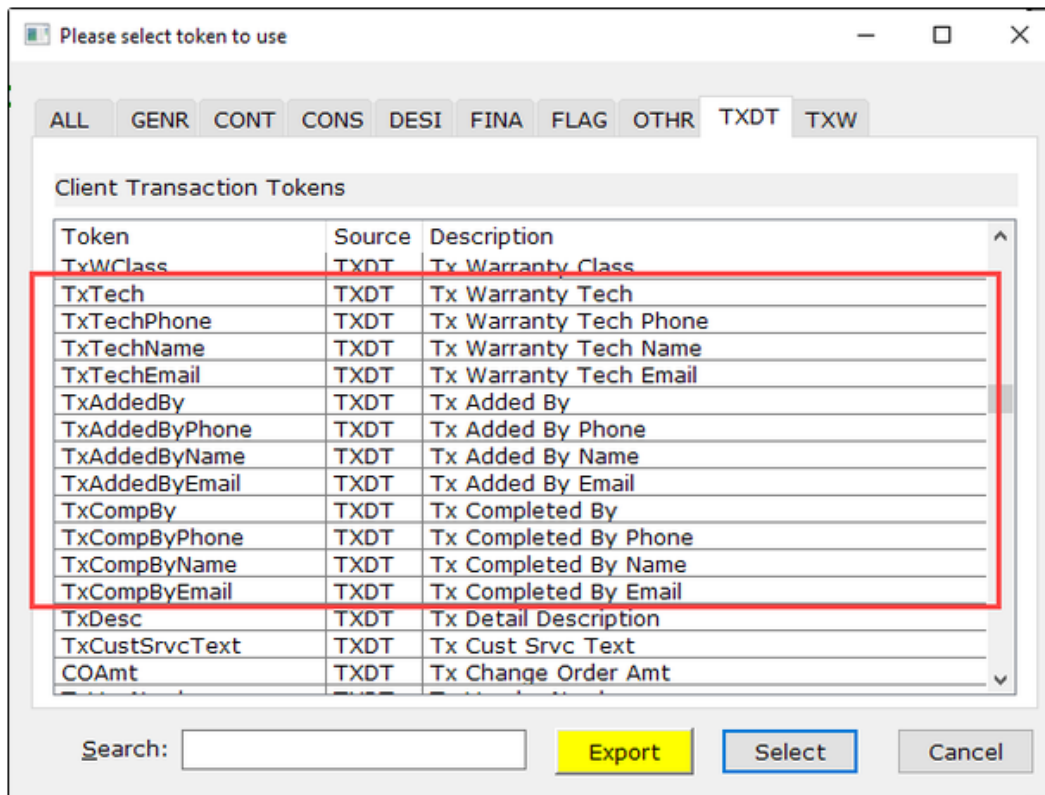 Please select token to use
ALL GENR CONT CONS DESI FINA FLAG OTHR TXDT TXW
Client Transaction Tokens
Token Source Description
TxWClass TXDT Tx Warranty Class
TxTech TXDT Tx Warranty Tech
TxTechPhone TXDT Tx Warranty Tech Phone
TxTechName TXDT Tx Warranty Tech Name
TxTechEmail TXDT Tx Warranty Tech Email
TxAddedBy TXDT Tx Added By
TxAddedByPhone TXDT Tx Added By Phone
TxAddedByName TXDT Tx Added By Name
TxAddedByEmail TXDT Tx Added By Email
TxCompBy TXDT Tx Completed By
TxCompByPhone TXDT Tx Completed By Phone
TxCompByName TXDT Tx Completed By Name
TxCompByEmail TXDT Tx Completed By Email
TxDesc TXDT Tx Detail Description
TxCustSrvcText TXDT Tx Cust Srvc Text
COAmt TXDT Tx Change Order Amt
Search: Export Select Cancel